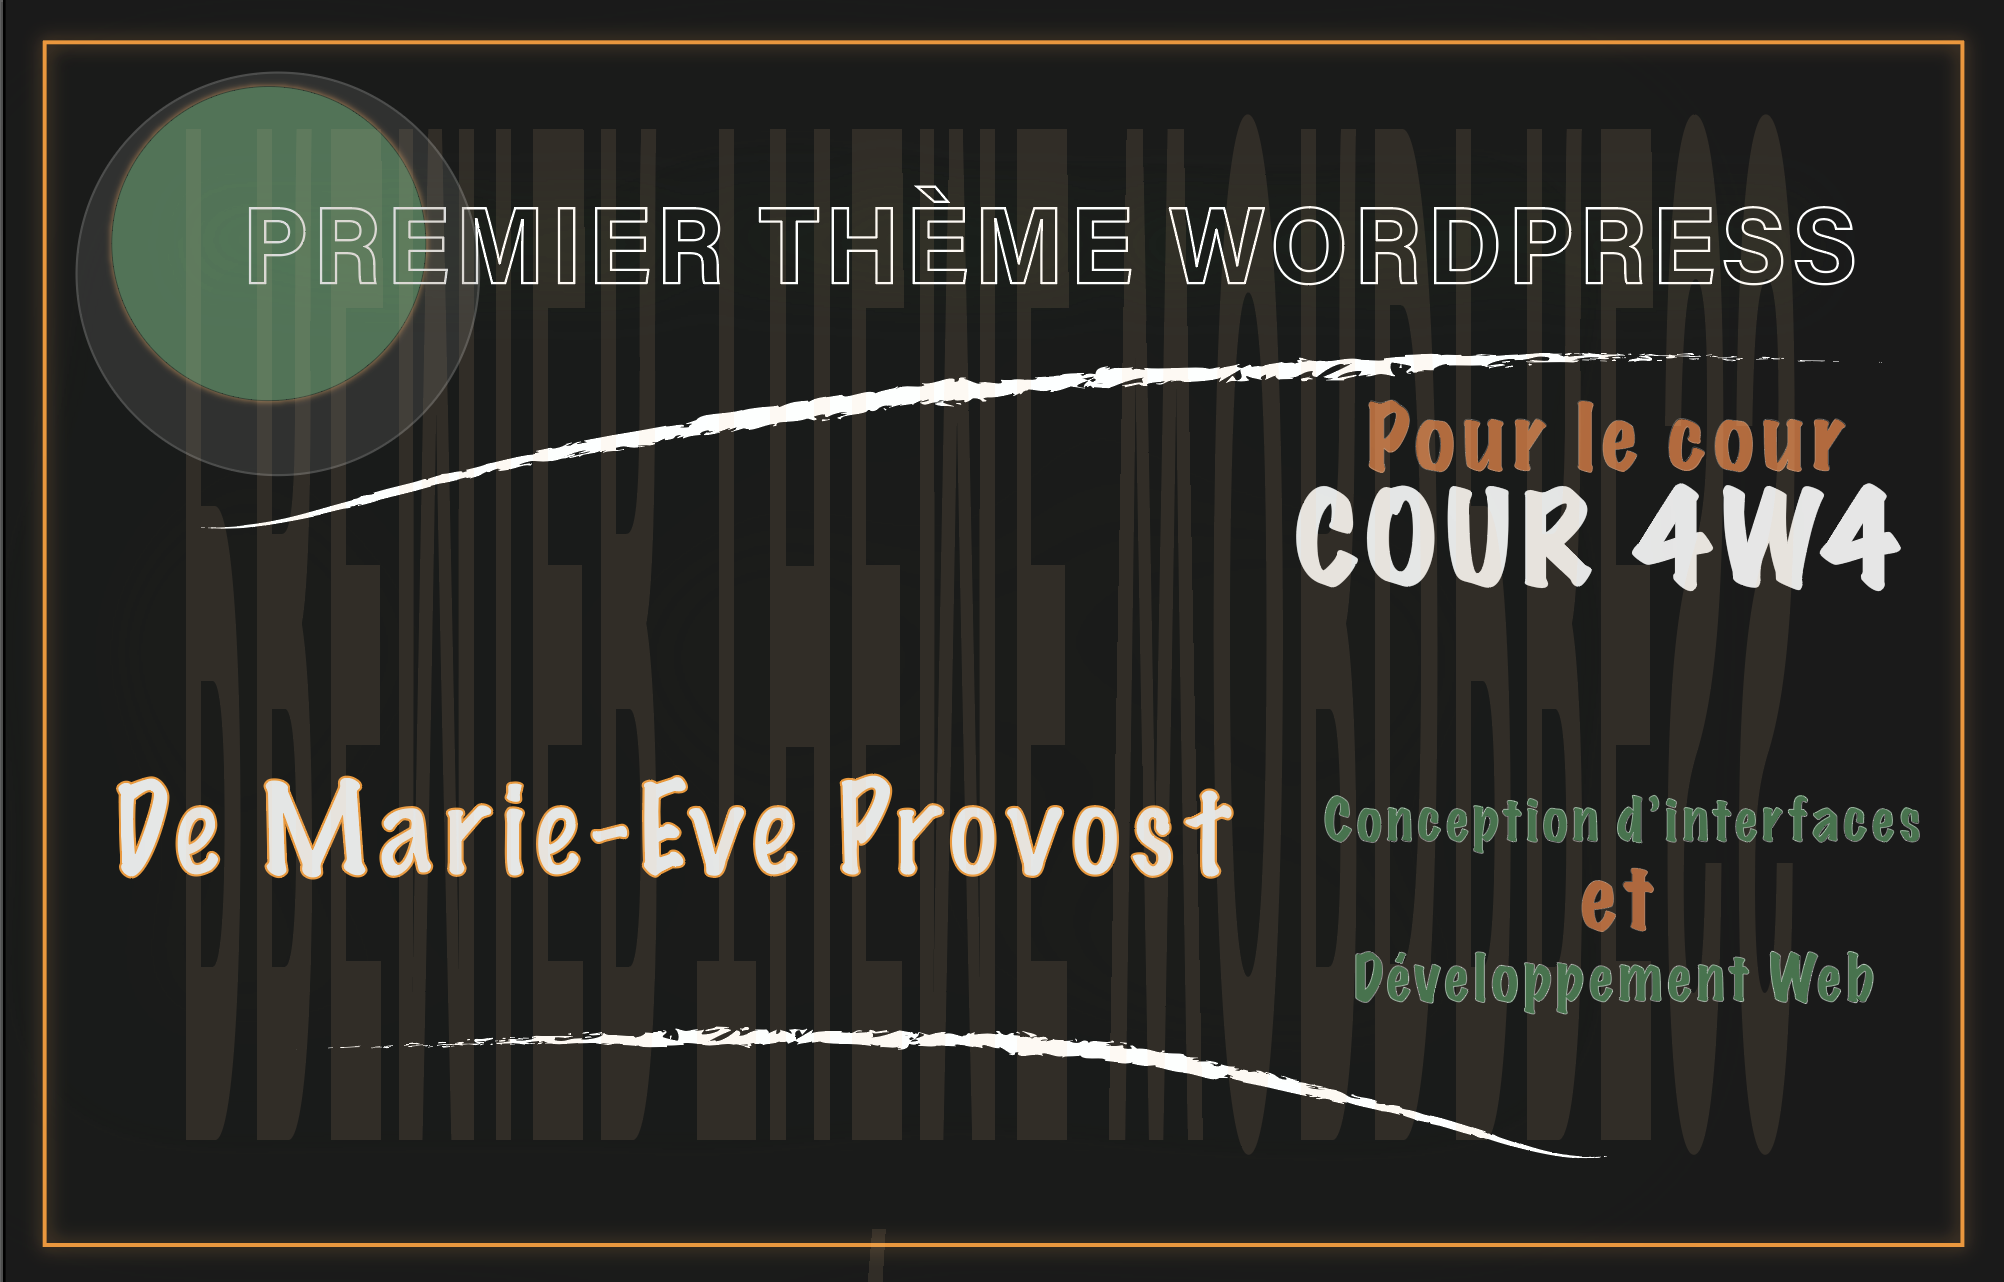 PREMIER THÈME WORDPRESS
Pour le cour
COUR 4W4
De Marie-Eve Provost
Conception d'interfaces
et
Développement Web